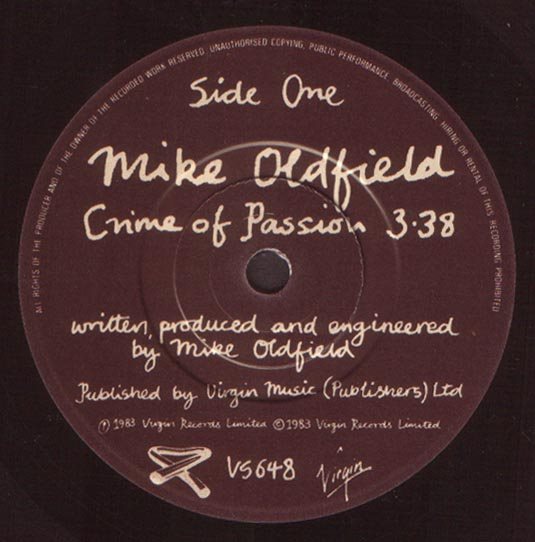 ALL RIGHTS OF THE PRODUCER AND OF THE OWNER OF THE RECORDED WORK RESERVED. UNAUTHORISED COPYING, PUBLIC PERFORMANCE, BROADCASTING, HIRING OR RENTAL OF THIS RECORDING PROHIBITED
Side One
Mike Oldfield
Crime of Passion 3·38
written, produced and engineered
by Mike Oldfield
Published by Virgin Music (Publishers) Ltd
℗ 1983 Virgin Records Limited © 1983 Virgin Records Limited
VS648 Virgin